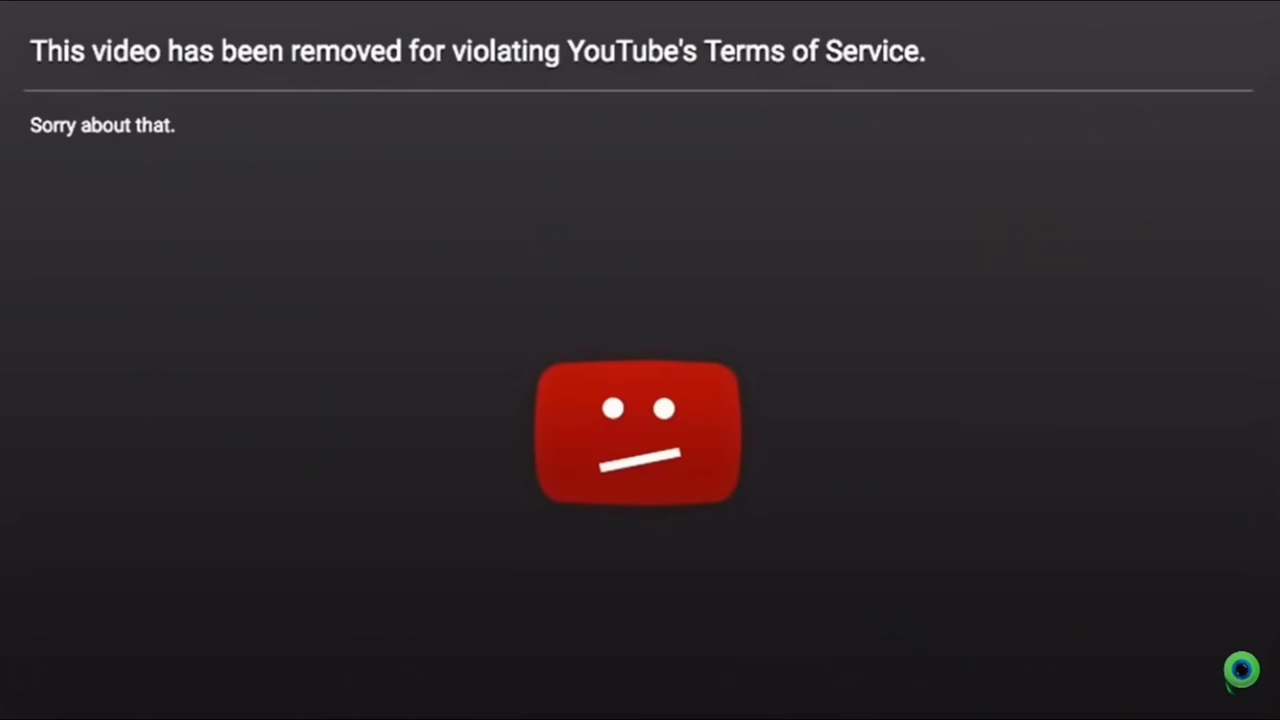 This video has been removed for violating YouTube's Terms of Service.
Sorry about that.